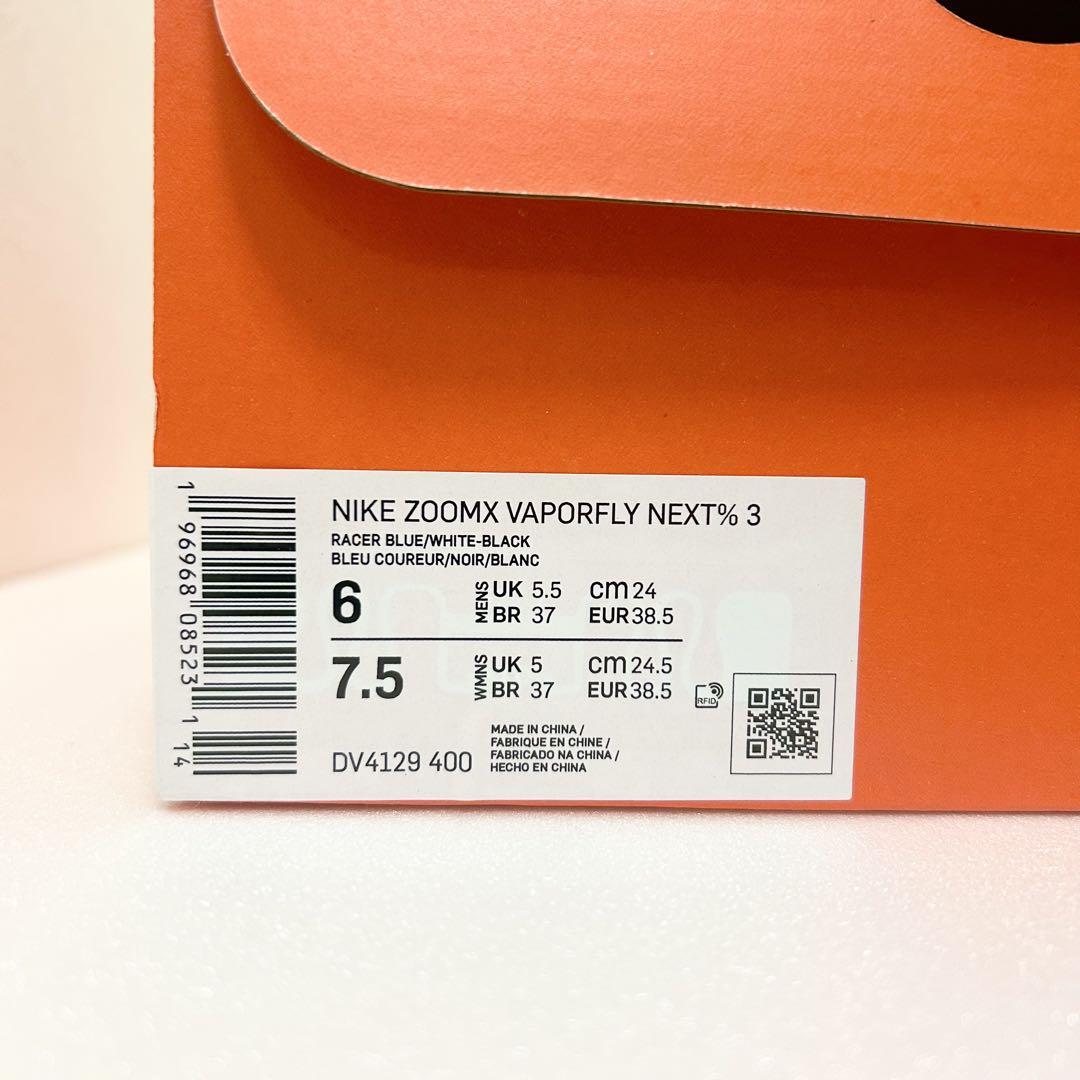 NIKE ZOOMX VAPORFLY NEXT% 3
RACER BLUE/WHITE-BLACK
BLEU COUREUR/NOIR/BLANC
6 MENS UK 5.5 cm 24
BR 37 EUR 38.5
7.5 WMNS UK 5 cm 24.5
BR 37 EUR 38.5
RFID
DV4129 400
MADE IN CHINA /
FABRIQUE EN CHINE /
FABRICADO NA CHINA /
HECHO EN CHINA
1 96968 08523 1 14